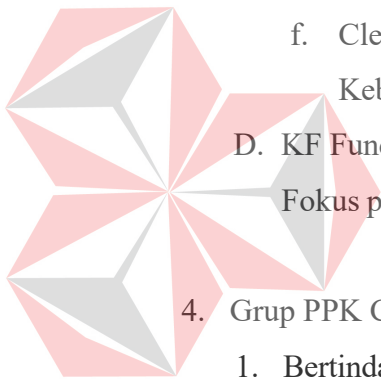 f. Cle
Keb
D. KF Fun
Fokus p
4. Grup PPK
1. Bertinda